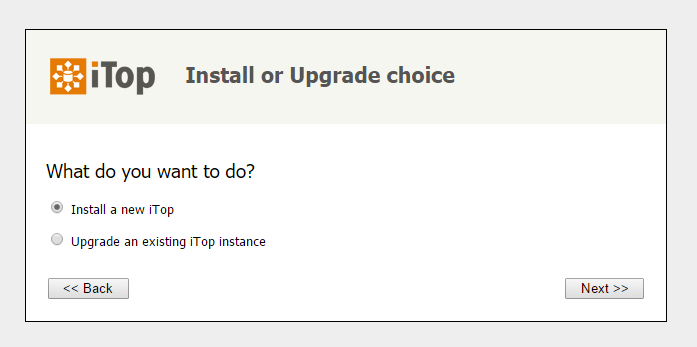 iTop
Install or Upgrade choice
What do you want to do?
Install a new iTop
Upgrade an existing iTop instance
<< Back
Next >>